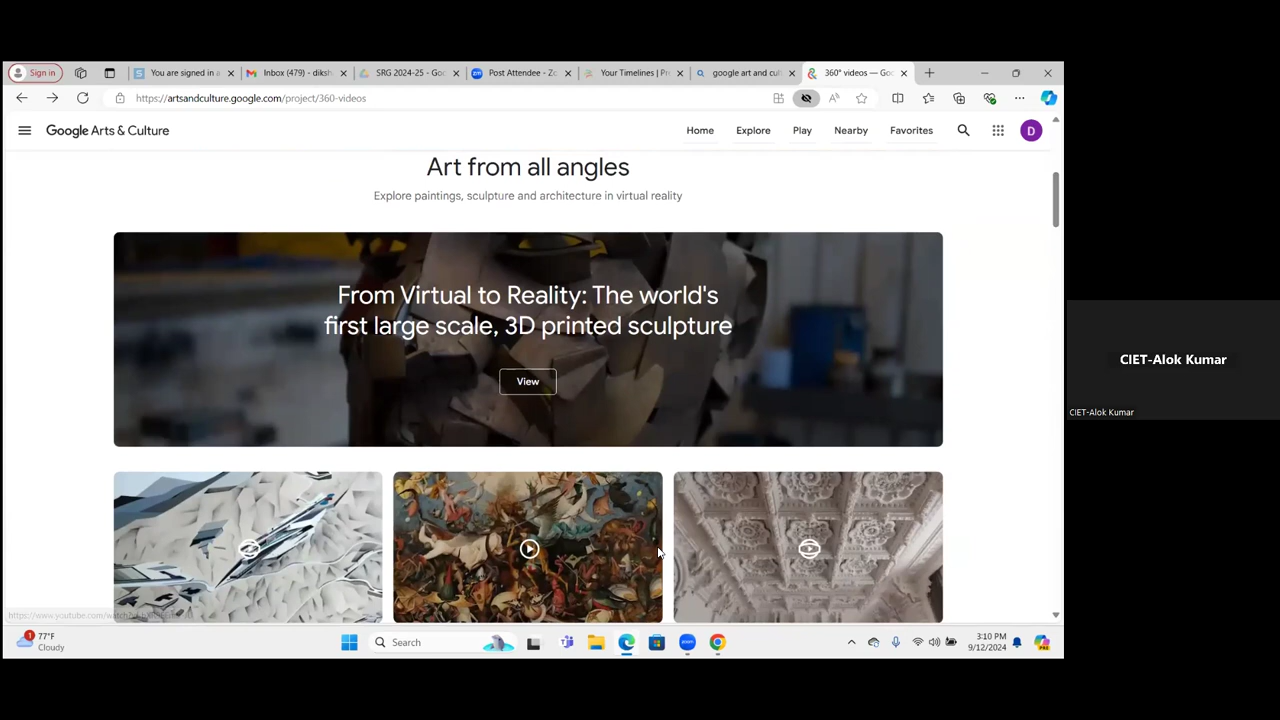 Sign in
You are signed in a
Inbox (479) - diksh
SRG 2024-25 - Goo
Post Attendee - Zo
Your Timelines | Pr
google art and cult
360° videos — Goo
https://artsandculture.google.com/project/360-videos
Google Arts & Culture
Home
Explore
Play
Nearby
Favorites
D
Art from all angles
Explore paintings, sculpture and architecture in virtual reality
From Virtual to Reality: The world's
first large scale, 3D printed sculpture
View
CIET-Alok Kumar
CIET-Alok Kumar
1
77°F
Cloudy
Search
3:10 PM
9/12/2024